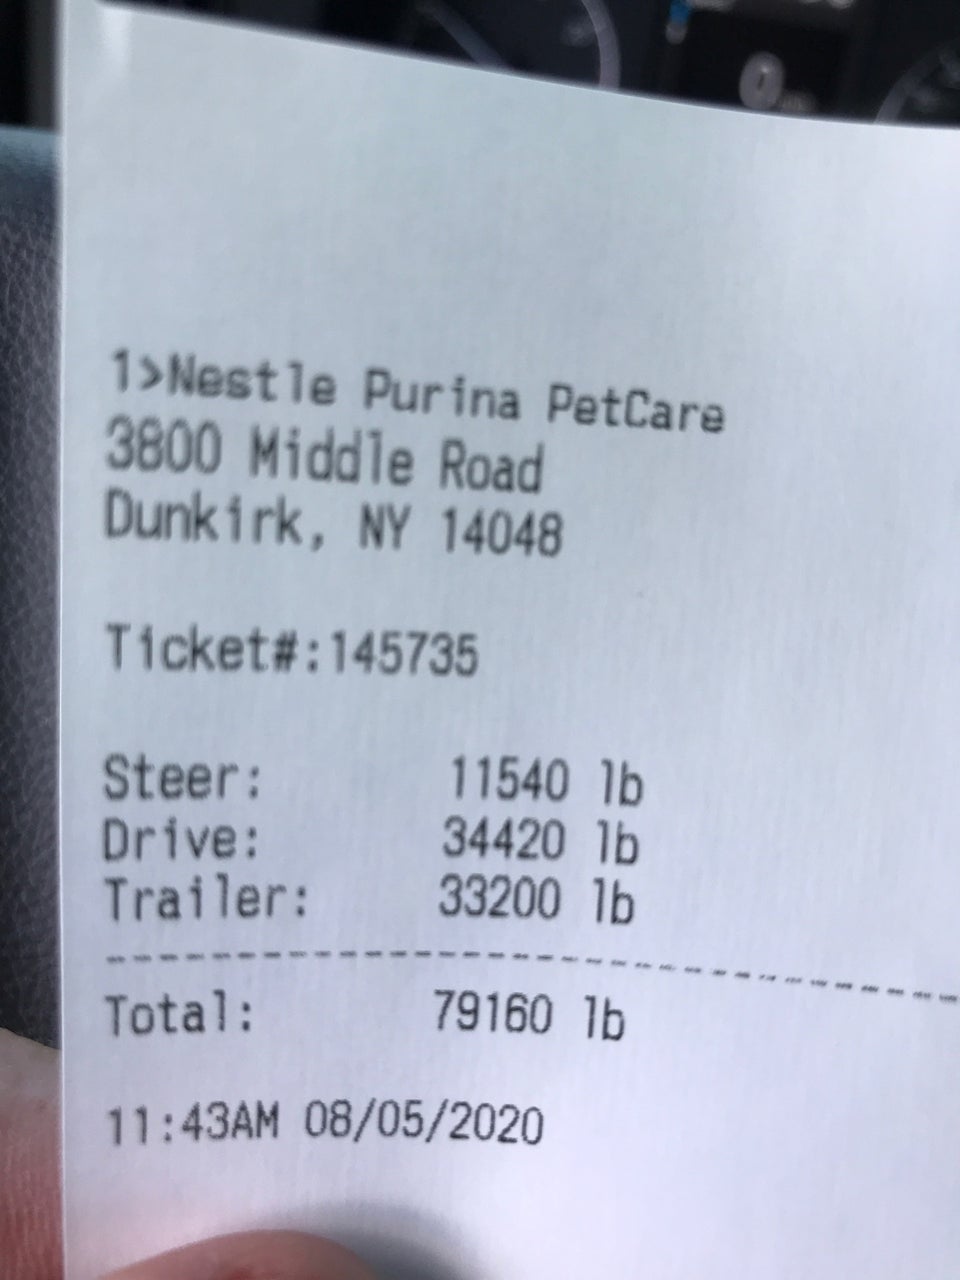 1>Nestle Purina PetCare
3800 Middle Road
Dunkirk, NY 14048
Ticket#:145735
Steer: 11540 lb
Drive: 34420 lb
Trailer: 33200 lb
--------------------------------
Total: 79160 lb
11:43AM 08/05/2020